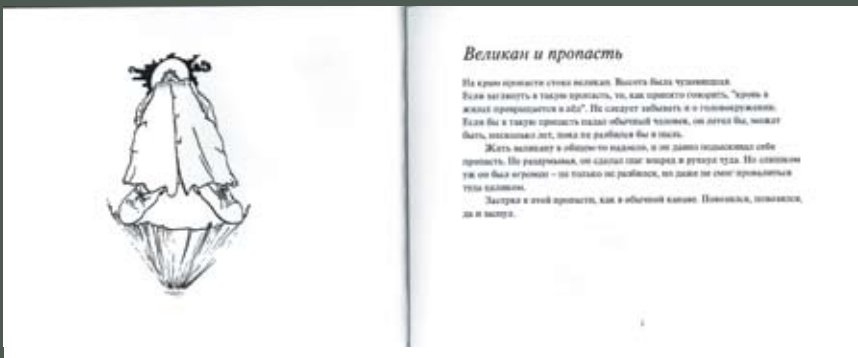 Великан и пропасть
На краю пропасти стоял великан. Высота была чудовищная.
Если заглянуть в такую пропасть, то, как принято говорить, "кровь в
жилах превращается в лёд". Не следует забывать и о головокружении.
Если бы в такую пропасть падал обычный человек, он летел бы, может
быть, несколько лет, пока не разбился бы в пыль.
Жить великану в общем-то надоело, и он давно подыскивал себе
пропасть. Не раздумывая, он сделал шаг вперед и рухнул туда. Но слишком
уж он был огромен – не только не разбился, но даже не смог провалиться
туда целиком.
Застрял в этой пропасти, как в обычной канаве. Повозился, повозился,
да и заснул.